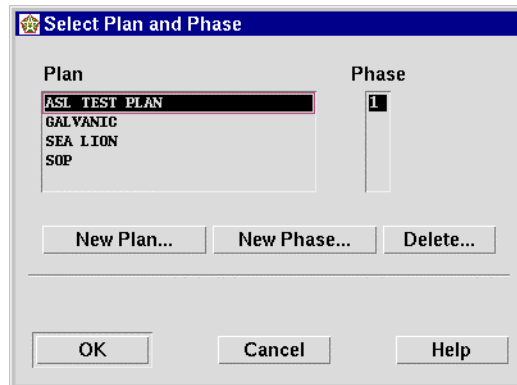 Select Plan and Phase
Plan Phase
ASL TEST PLAN 1
GALVANIC
SEA LION
SOP
New Plan... New Phase... Delete...
OK Cancel Help